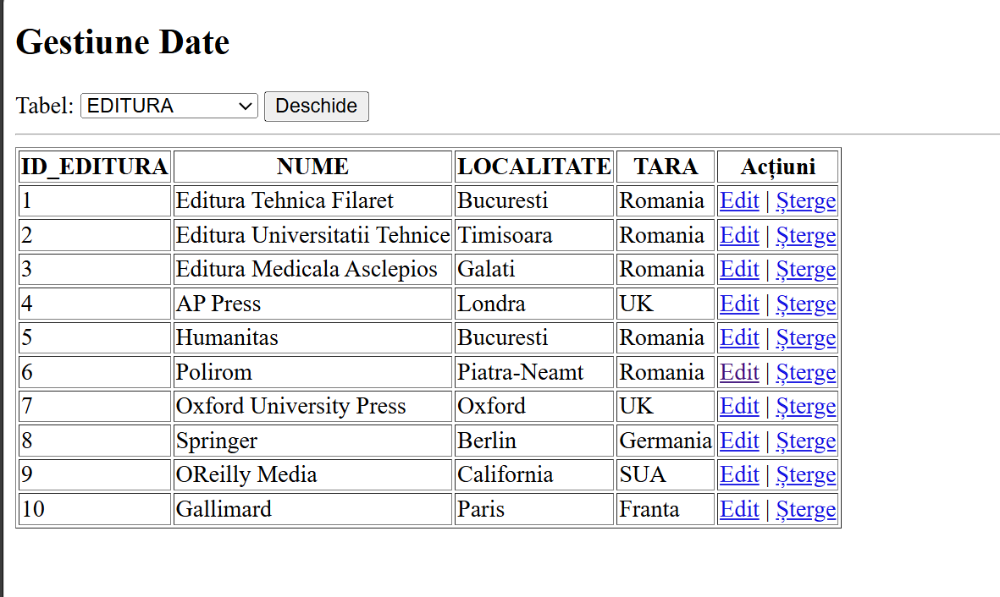 Gestiune Date
Tabel: EDITURA Deschide
ID_EDITURA NUME LOCALITATE TARA Acțiuni
1 Editura Tehnica Filaret Bucuresti Romania Edit | Șterge
2 Editura Universitatii Tehnice Timisoara Romania Edit | Șterge
3 Editura Medicala Asclepios Galati Romania Edit | Șterge
4 AP Press Londra UK Edit | Șterge
5 Humanitas Bucuresti Romania Edit | Șterge
6 Polirom Piatra-Neamt Romania Edit | Șterge
7 Oxford University Press Oxford UK Edit | Șterge
8 Springer Berlin Germania Edit | Șterge
9 OReilly Media California SUA Edit | Șterge
10 Gallimard Paris Franta Edit | Șterge